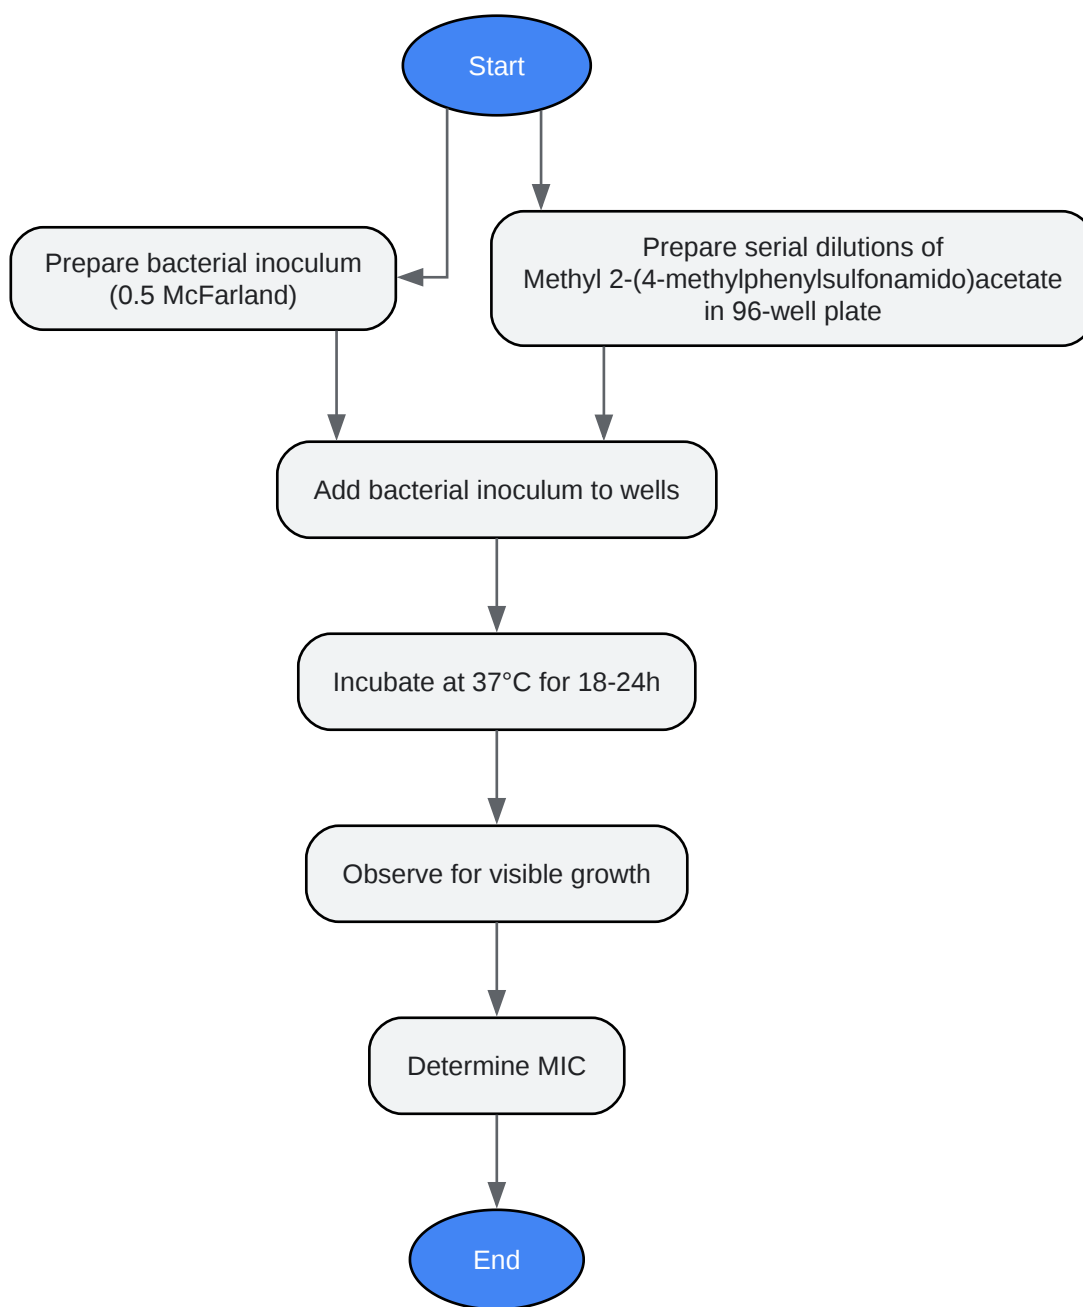 Start
Prepare bacterial inoculum
(0.5 McFarland)
Prepare serial dilutions of
Methyl 2-(4-methylphenylsulfonamido)acetate
in 96-well plate
Add bacterial inoculum to wells
Incubate at 37°C for 18-24h
Observe for visible growth
Determine MIC
End